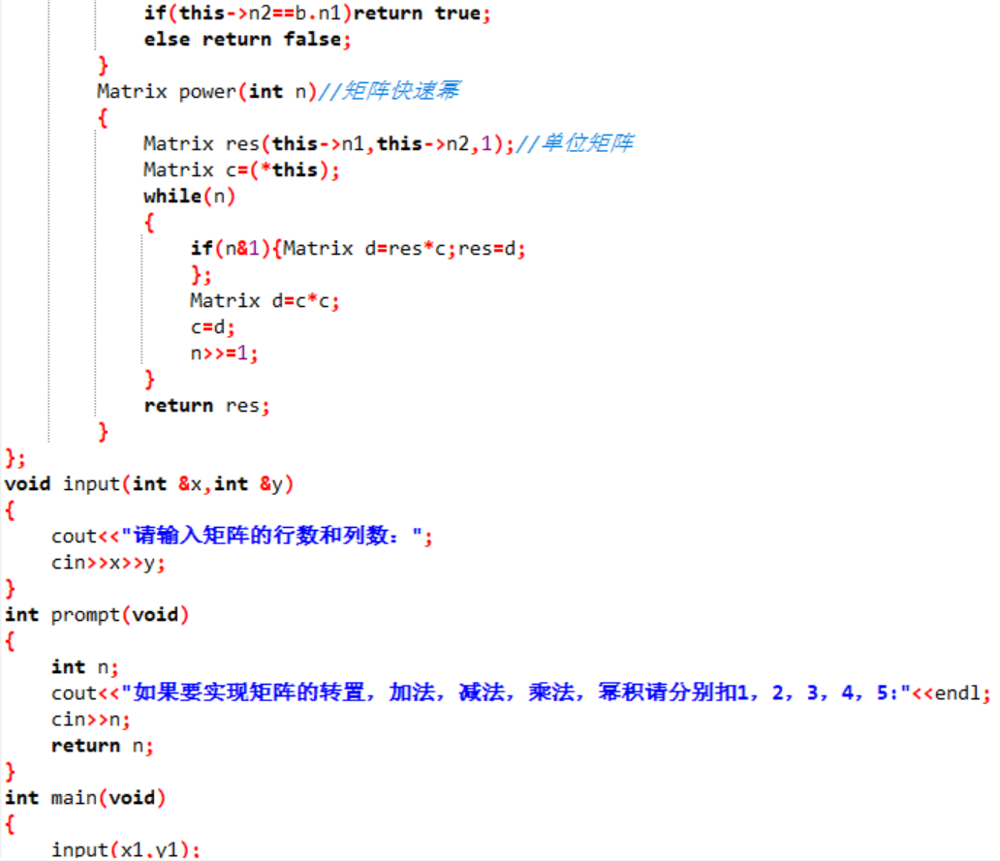 if(this->n2==b.n1)return true;
else return false;
}
Matrix power(int n)//矩阵快速幂
{
Matrix res(this->n1,this->n2,1);//单位矩阵
Matrix c=(*this);
while(n)
{
if(n&1){Matrix d=res*c;res=d;
};
Matrix d=c*c;
c=d;
n>>=1;
}
return res;
}
};
void input(int &x,int &y)
{
cout<<"请输入矩阵的行数和列数：";
cin>>x>>y;
}
int prompt(void)
{
int n;
cout<<"如果要实现矩阵的转置，加法，减法，乘法，幂积请分别扣1，2，3，4，5:"<<endl;
cin>>n;
return n;
}
int main(void)
{
input(x1,y1);